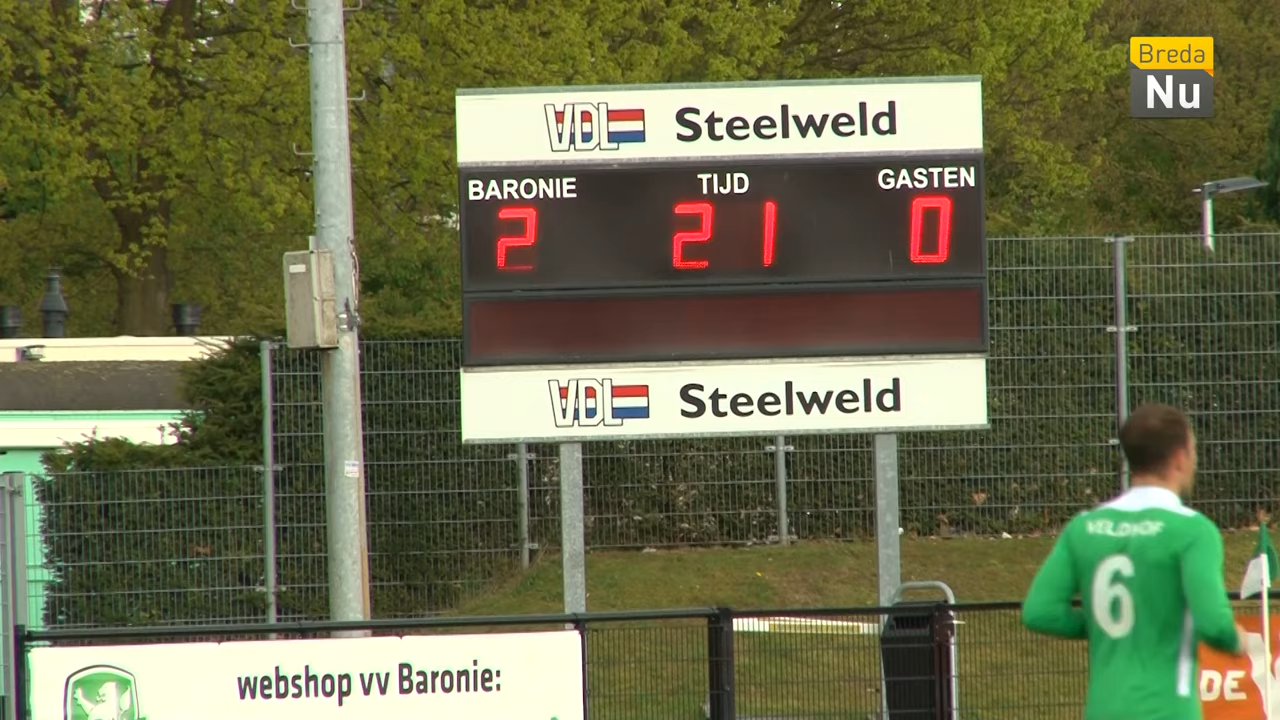 Breda
Nu
VDL Steelweld
BARONIE TIJD GASTEN
2 21 0
VDL Steelweld
VELDHOF
6
webshop vv Baronie:
DE